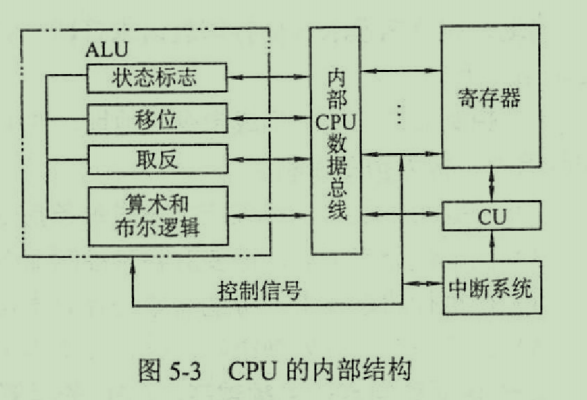 ALU
状态标志
移位
取反
算术和
布尔逻辑
内部CPU数据总线
⋮
寄存器
CU
中断系统
控制信号
图 5-3 CPU 的内部结构